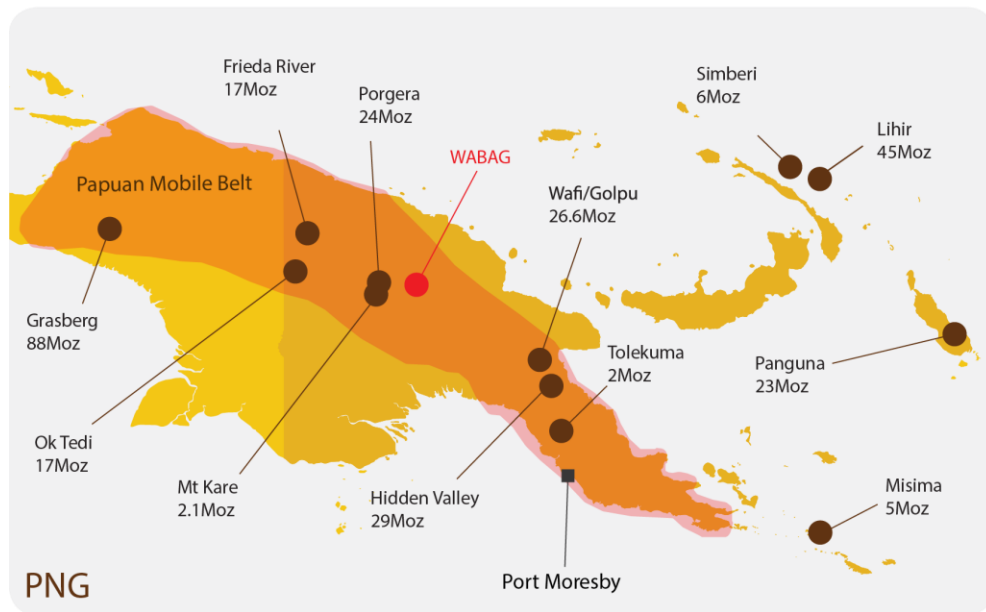 Frieda River
17Moz
Porgera
24Moz
WABAG
Simberi
6Moz
Lihir
45Moz
Papuan Mobile Belt
Wafi/Golpu
26.6Moz
Grasberg
88Moz
Tolekuma
2Moz
Panguna
23Moz
Ok Tedi
17Moz
Mt Kare
2.1Moz
Hidden Valley
29Moz
Misima
5Moz
Port Moresby
PNG